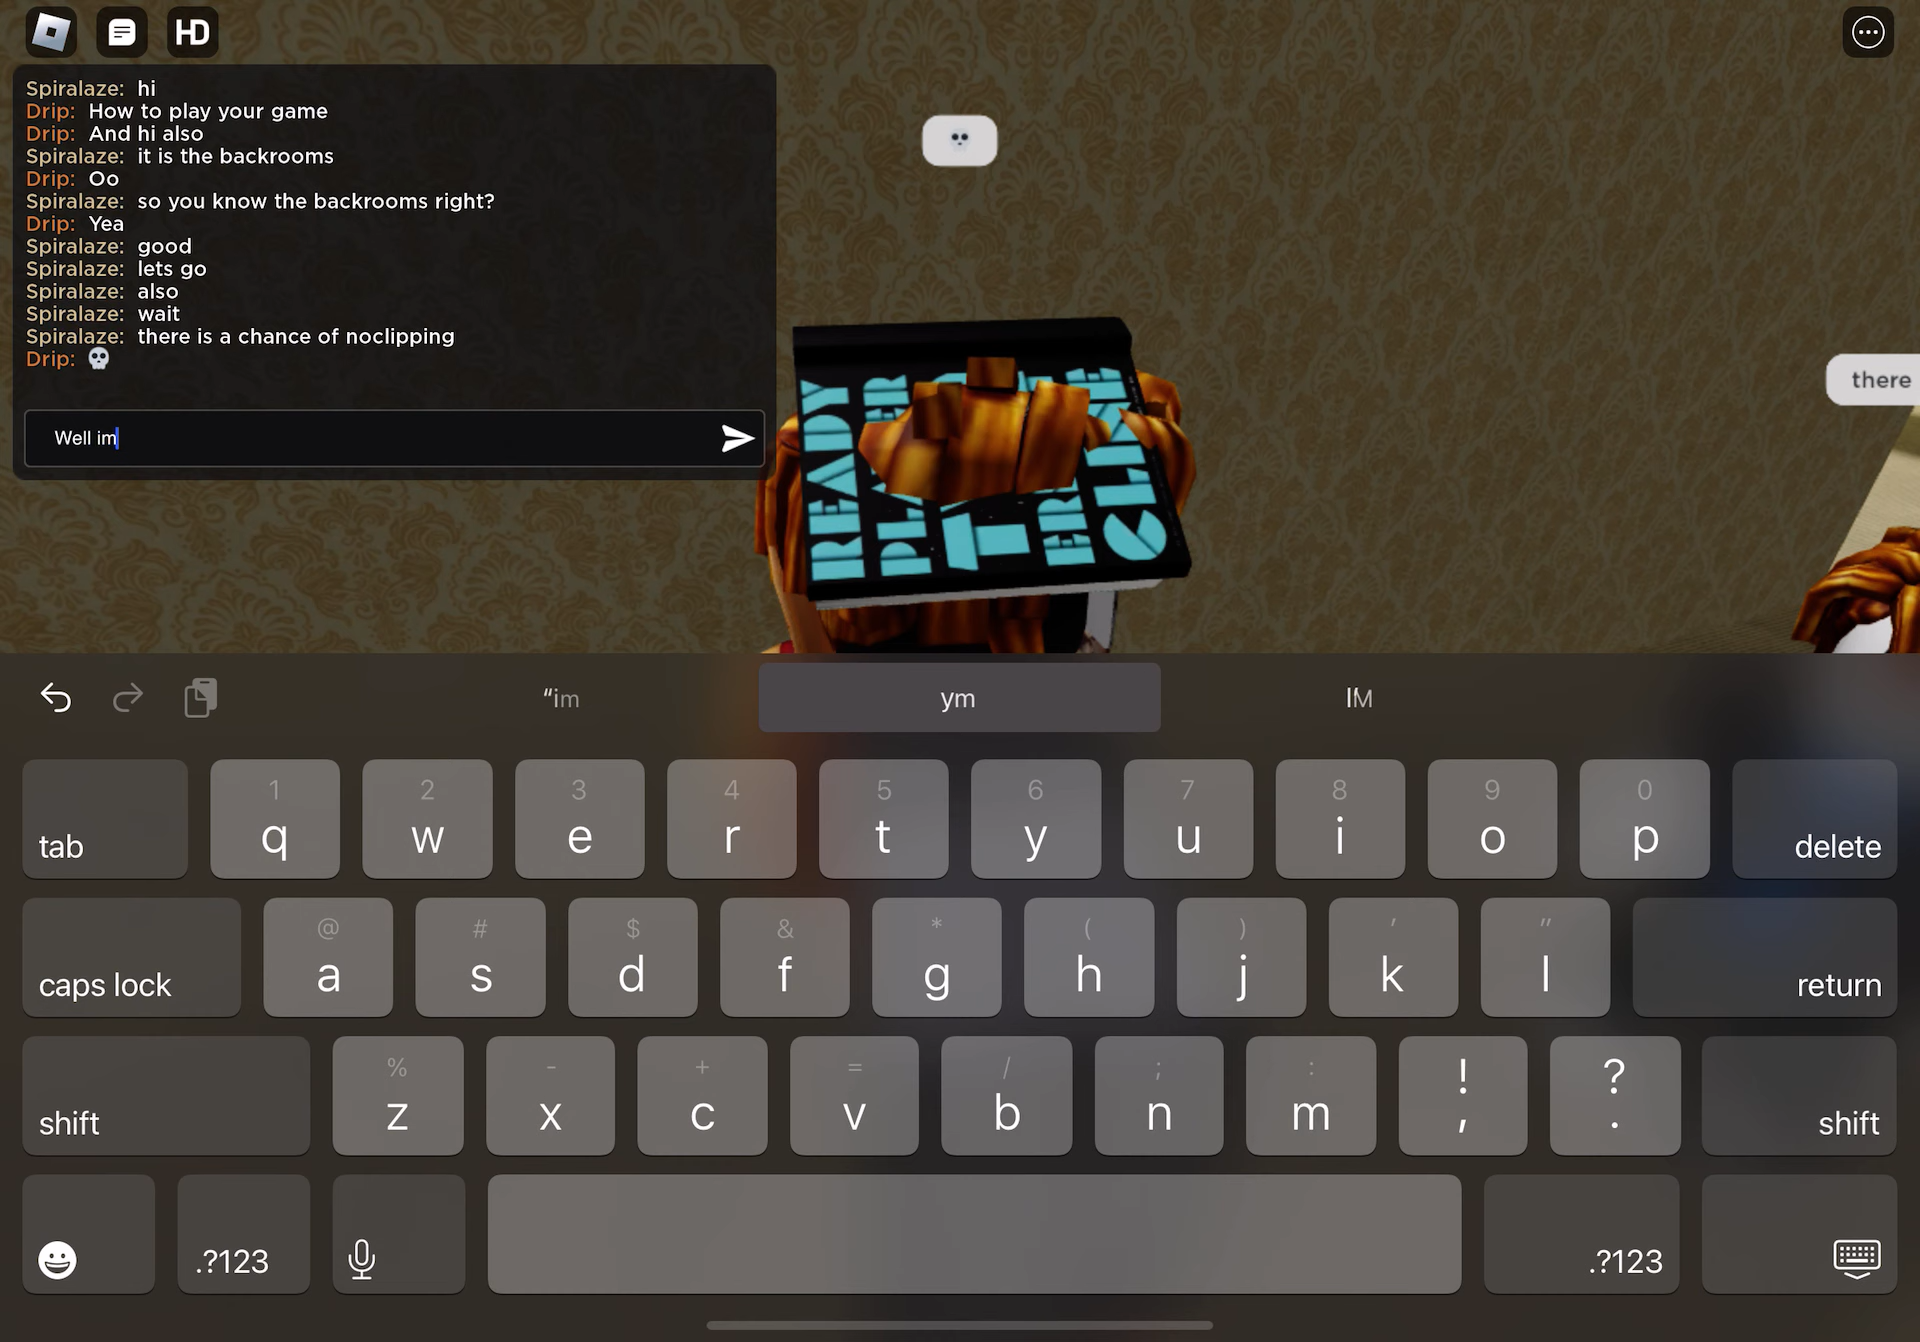 HD
Spiralaze: hi
Drip: How to play your game
Drip: And hi also
Spiralaze: it is the backrooms
Drip: Oo
Spiralaze: so you know the backrooms right?
Drip: Yea
Spiralaze: good
Spiralaze: lets go
Spiralaze: also
Spiralaze: wait
Spiralaze: there is a chance of noclipping
Drip: 💀
Well im
💀
there
READY
PLAYER
ERNEST
CLINE
“im
ym
IM
1 2 3 4 5 6 7 8 9 0
tab q w e r t y u i o p delete
@ # $ & * ( ) ' "
caps lock a s d f g h j k l return
% - + = / ; : ! ?
shift z x c v b n m , . shift
.?123 .?123